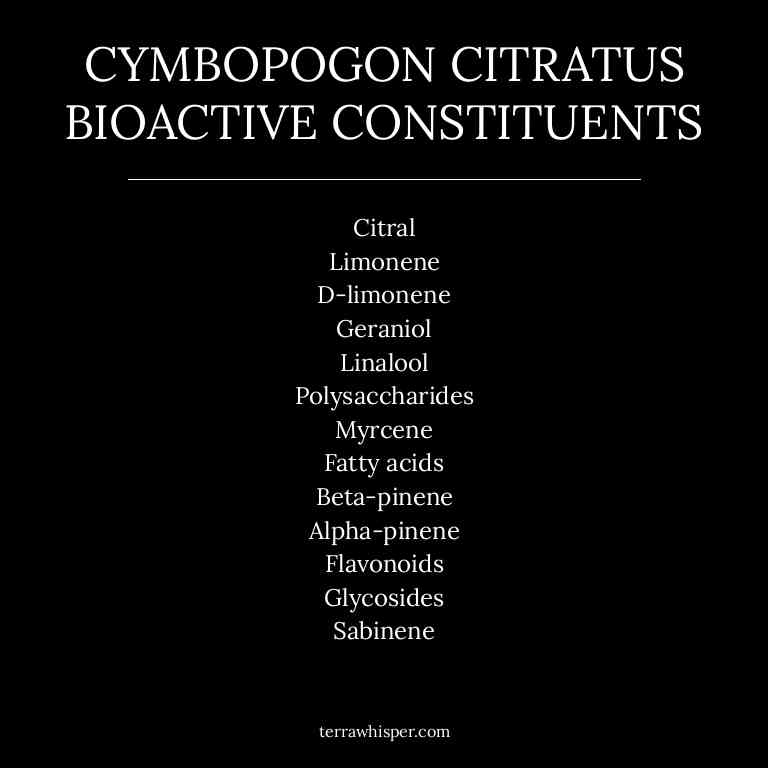 CYMBOPOGON CITRATUS
BIOACTIVE CONSTITUENTS
Citral
Limonene
D-limonene
Geraniol
Linalool
Polysaccharides
Myrcene
Fatty acids
Beta-pinene
Alpha-pinene
Flavonoids
Glycosides
Sabinene
terrawhisper.com